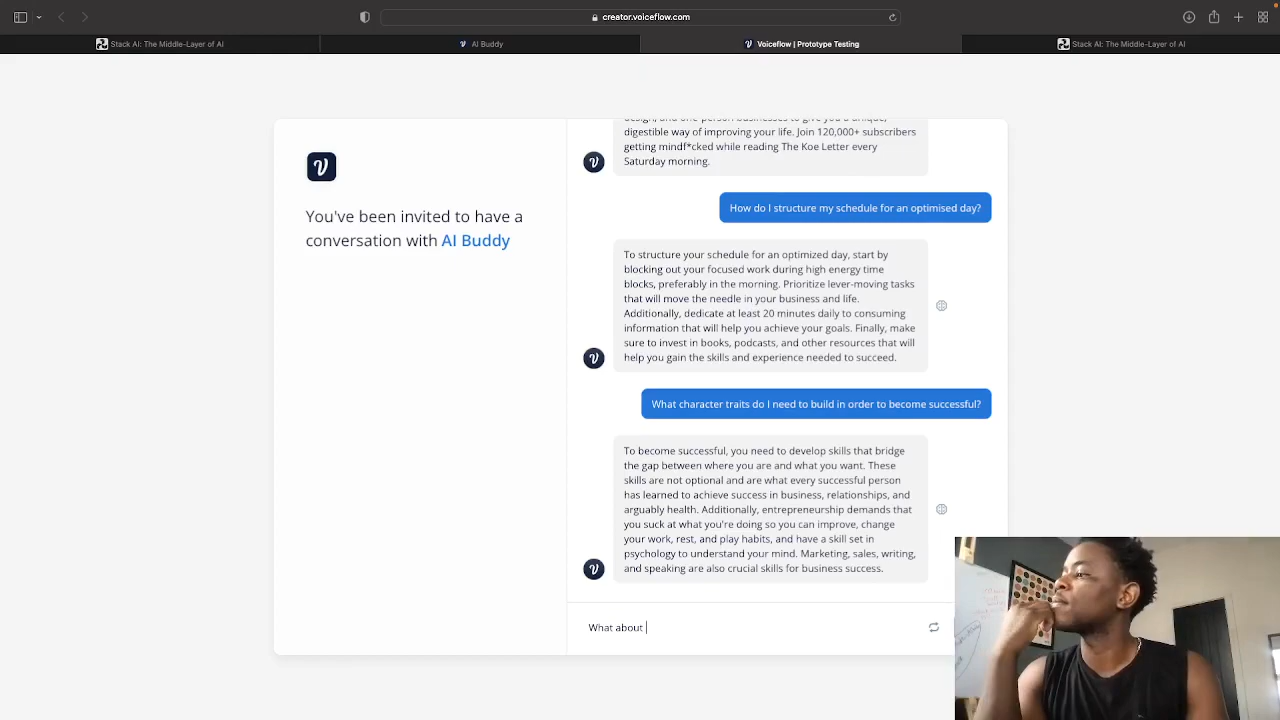 creator.voiceflow.com
Stack AI: The Middle-Layer of AI
AI Buddy
Voiceflow | Prototype Testing
Stack AI: The Middle-Layer of AI
You've been invited to have a
conversation with AI Buddy
design, and one-person businesses to give you a unique,
digestible way of improving your life. Join 120,000+ subscribers
getting mindf*cked while reading The Koe Letter every
Saturday morning.
How do I structure my schedule for an optimised day?
To structure your schedule for an optimized day, start by
blocking out your focused work during high energy time
blocks, preferably in the morning. Prioritize lever-moving tasks
that will move the needle in your business and life.
Additionally, dedicate at least 20 minutes daily to consuming
information that will help you achieve your goals. Finally, make
sure to invest in books, podcasts, and other resources that will
help you gain the skills and experience needed to succeed.
What character traits do I need to build in order to become successful?
To become successful, you need to develop skills that bridge
the gap between where you are and what you want. These
skills are not optional and are what every successful person
has learned to achieve success in business, relationships, and
arguably health. Additionally, entrepreneurship demands that
you suck at what you're doing so you can improve, change
your work, rest, and play habits, and have a skill set in
psychology to understand your mind. Marketing, sales, writing,
and speaking are also crucial skills for business success.
What about